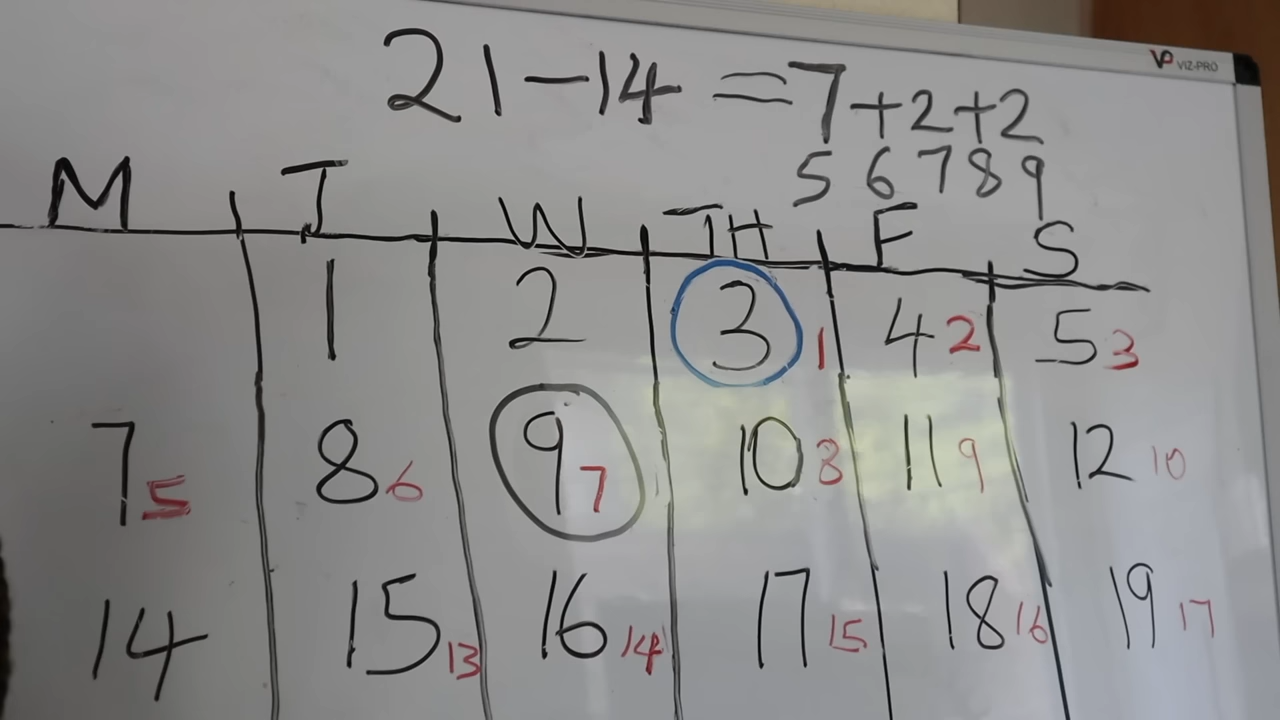 VP VIZ-PRO
21-14=7+2+2
5 6 7 8 9
M T W TH F S
1 2 3 1 4 2 5 3
7 5 8 6 9 7 10 8 11 9 12 10
14 15 13 16 14 17 15 18 16 19 17